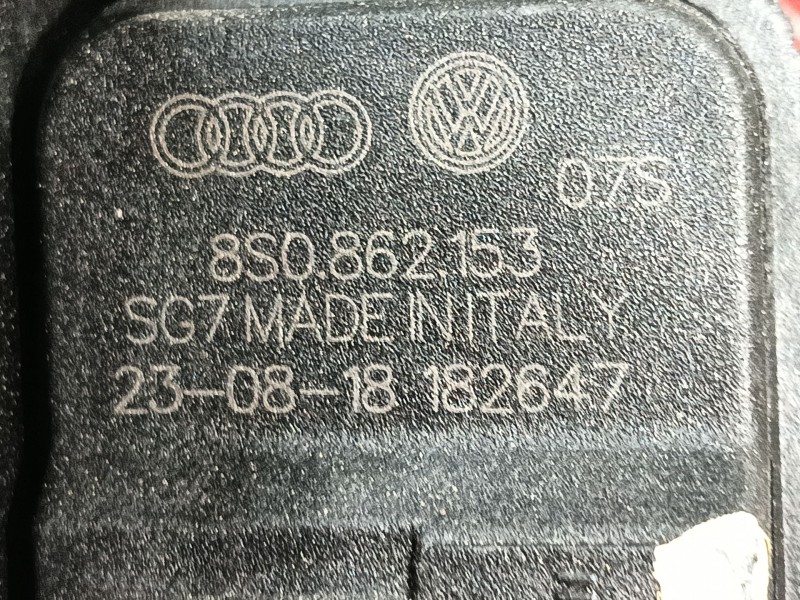 07S
8S0.862.153
SG7 MADE IN ITALY
23-08-18 182647